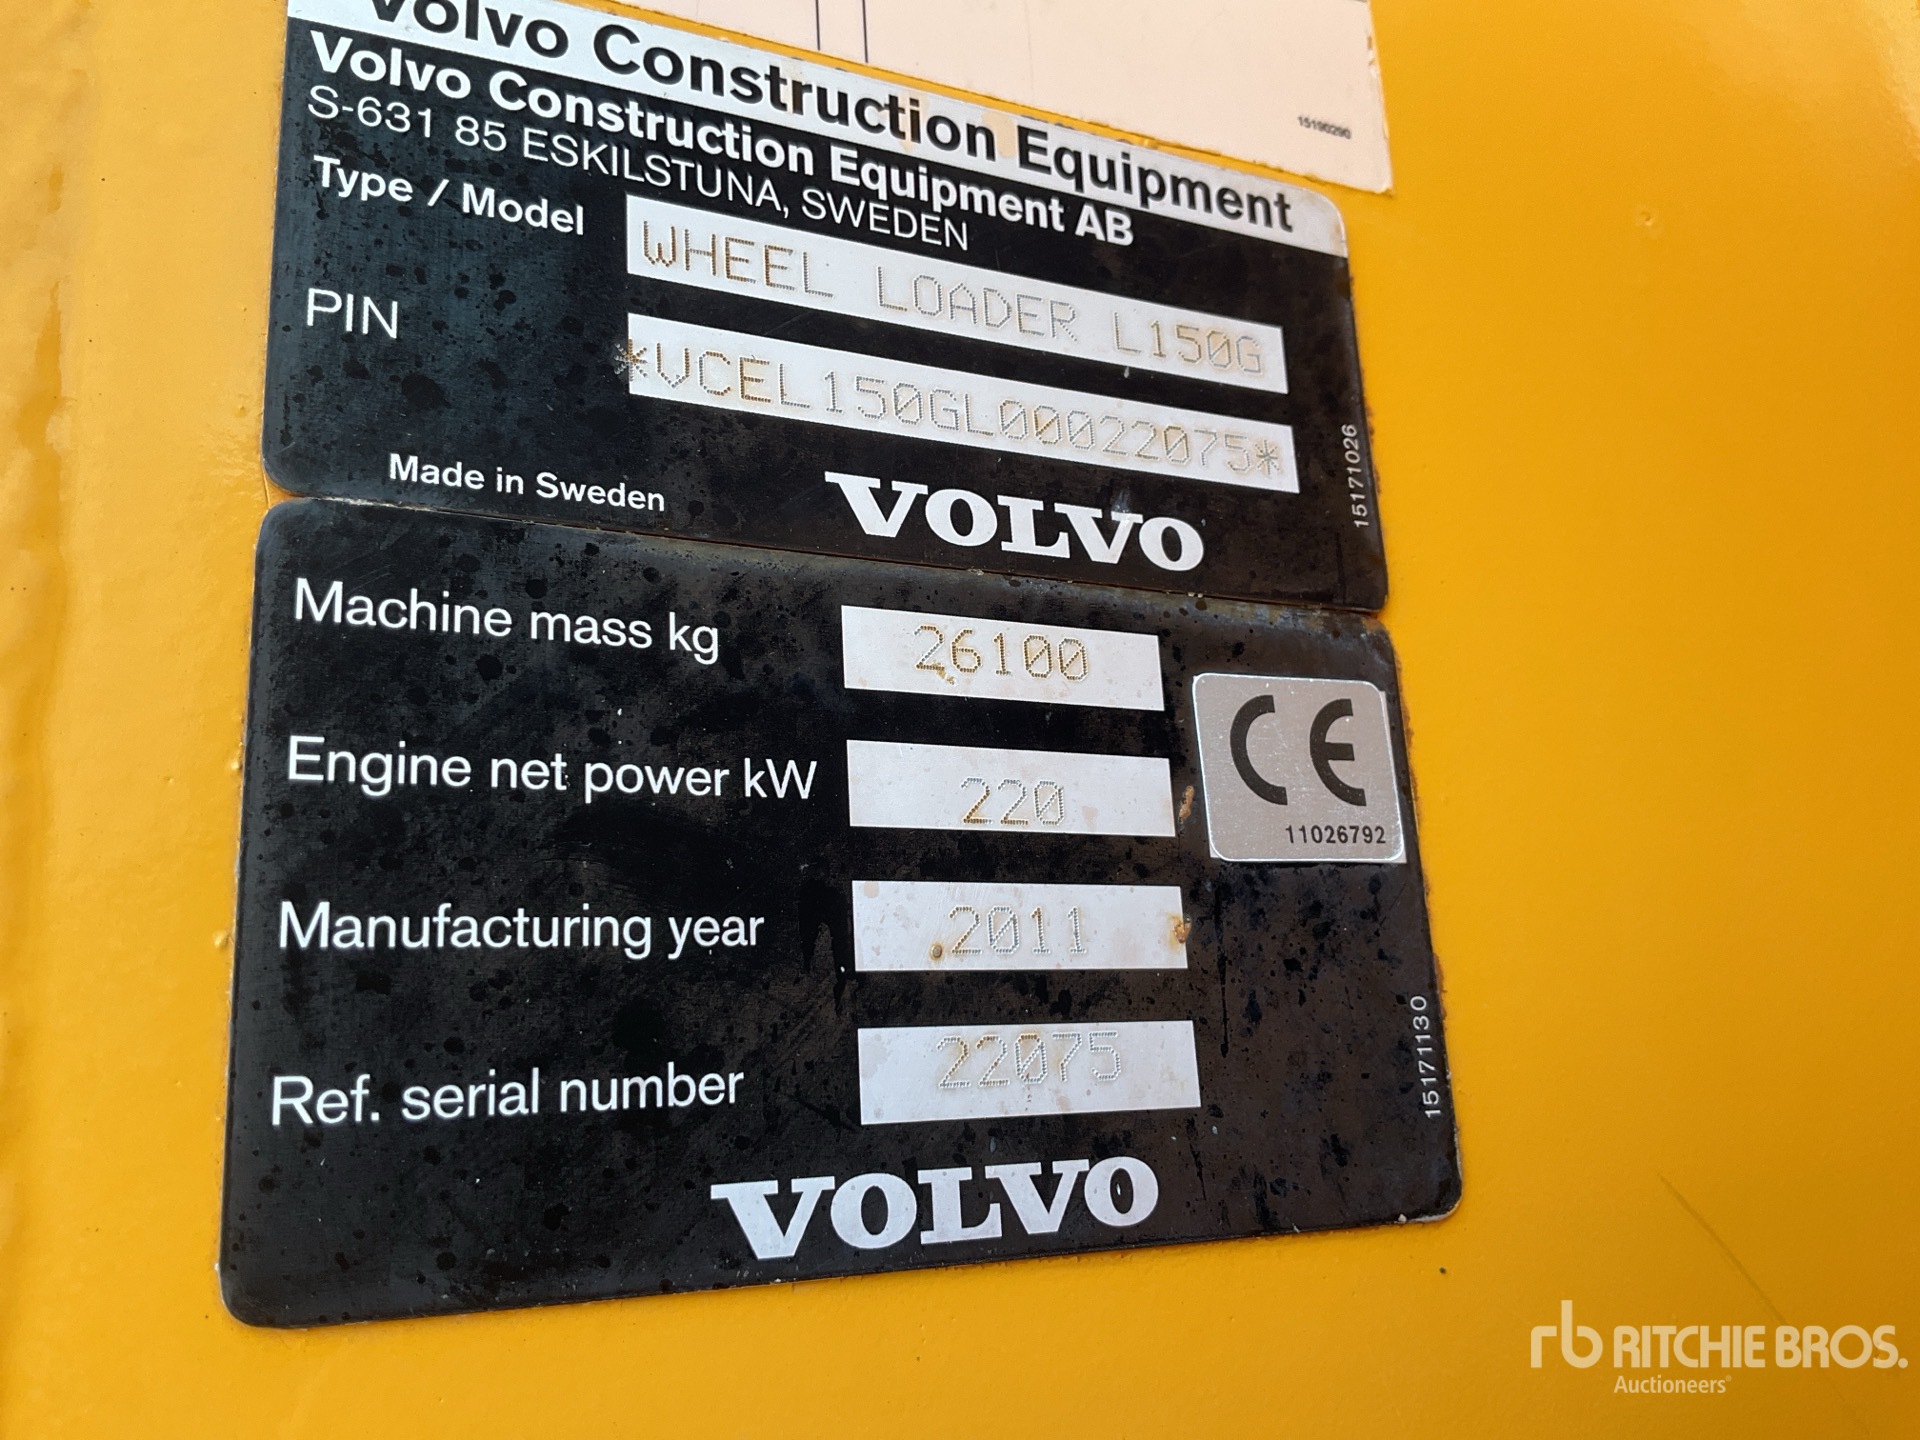 15190290
Volvo Construction Equipment
Volvo Construction Equipment AB
S-631 85 ESKILSTUNA, SWEDEN
Type / Model WHEEL LOADER L150G
PIN *VCEL150GL00022075*
Made in Sweden VOLVO
15171026
Machine mass kg 26100
Engine net power kW 220
CE
11026792
Manufacturing year 2011
Ref. serial number 22075
15171130
VOLVO
rb RITCHIE BROS.
Auctioneers